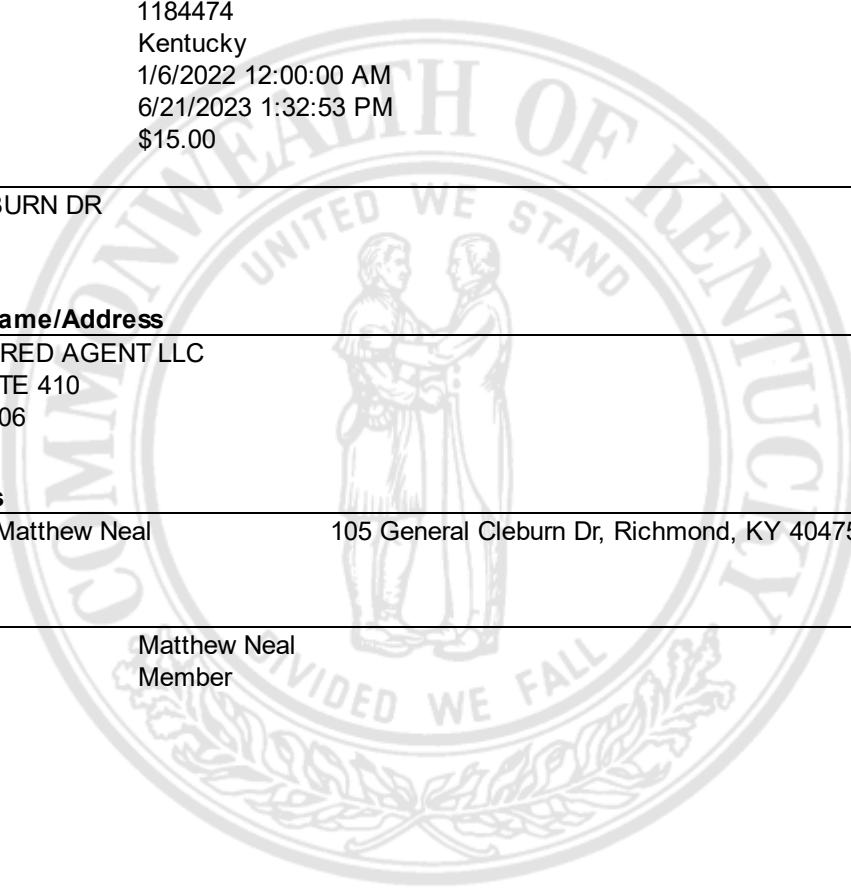 1184474
Kentucky
1/6/2022 12:00:00 AM
6/21/2023 1:32:53 PM
$15.00
BURN DR
ame/Address
RED AGENT LLC
TE 410
06
s
Matthew Neal 105 General Cleburn Dr, Richmond, KY 40475
Matthew Neal
Member
COMMONWEALTH OF KENTUCKY
UNITED WE STAND
DIVIDED WE FALL